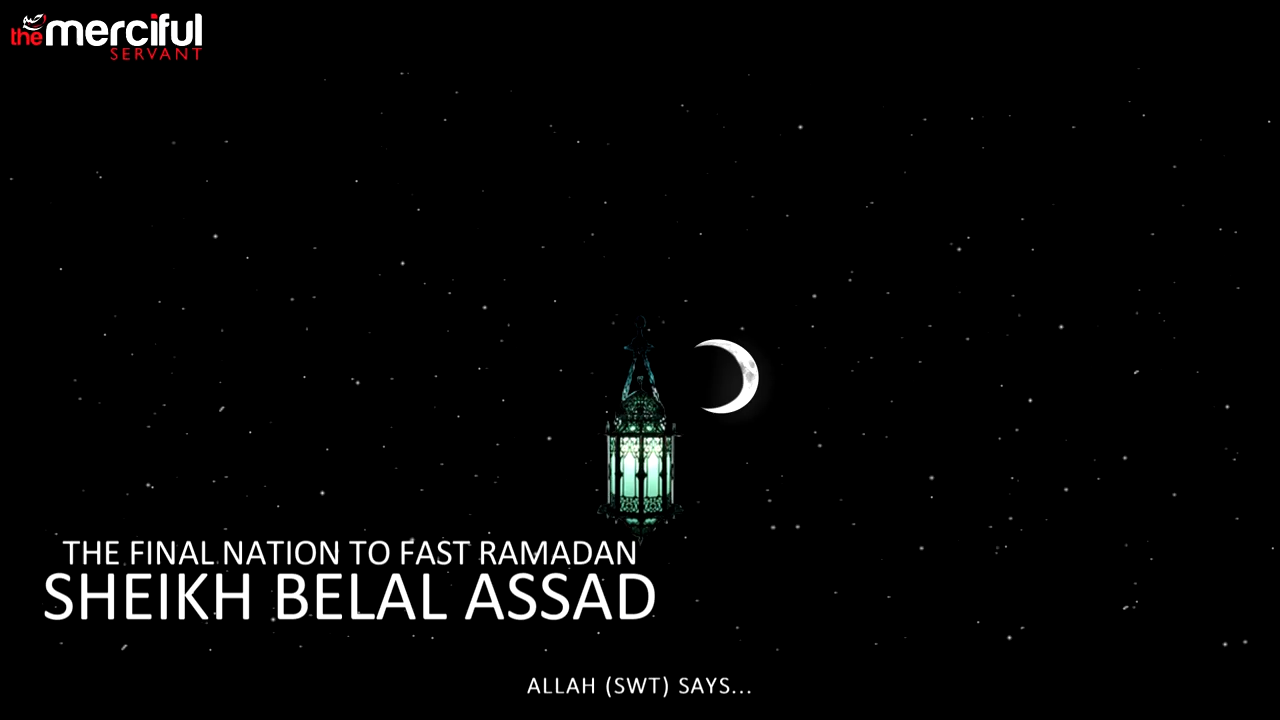 the merciful
SERVANT
THE FINAL NATION TO FAST RAMADAN
SHEIKH BELAL ASSAD
ALLAH (SWT) SAYS...